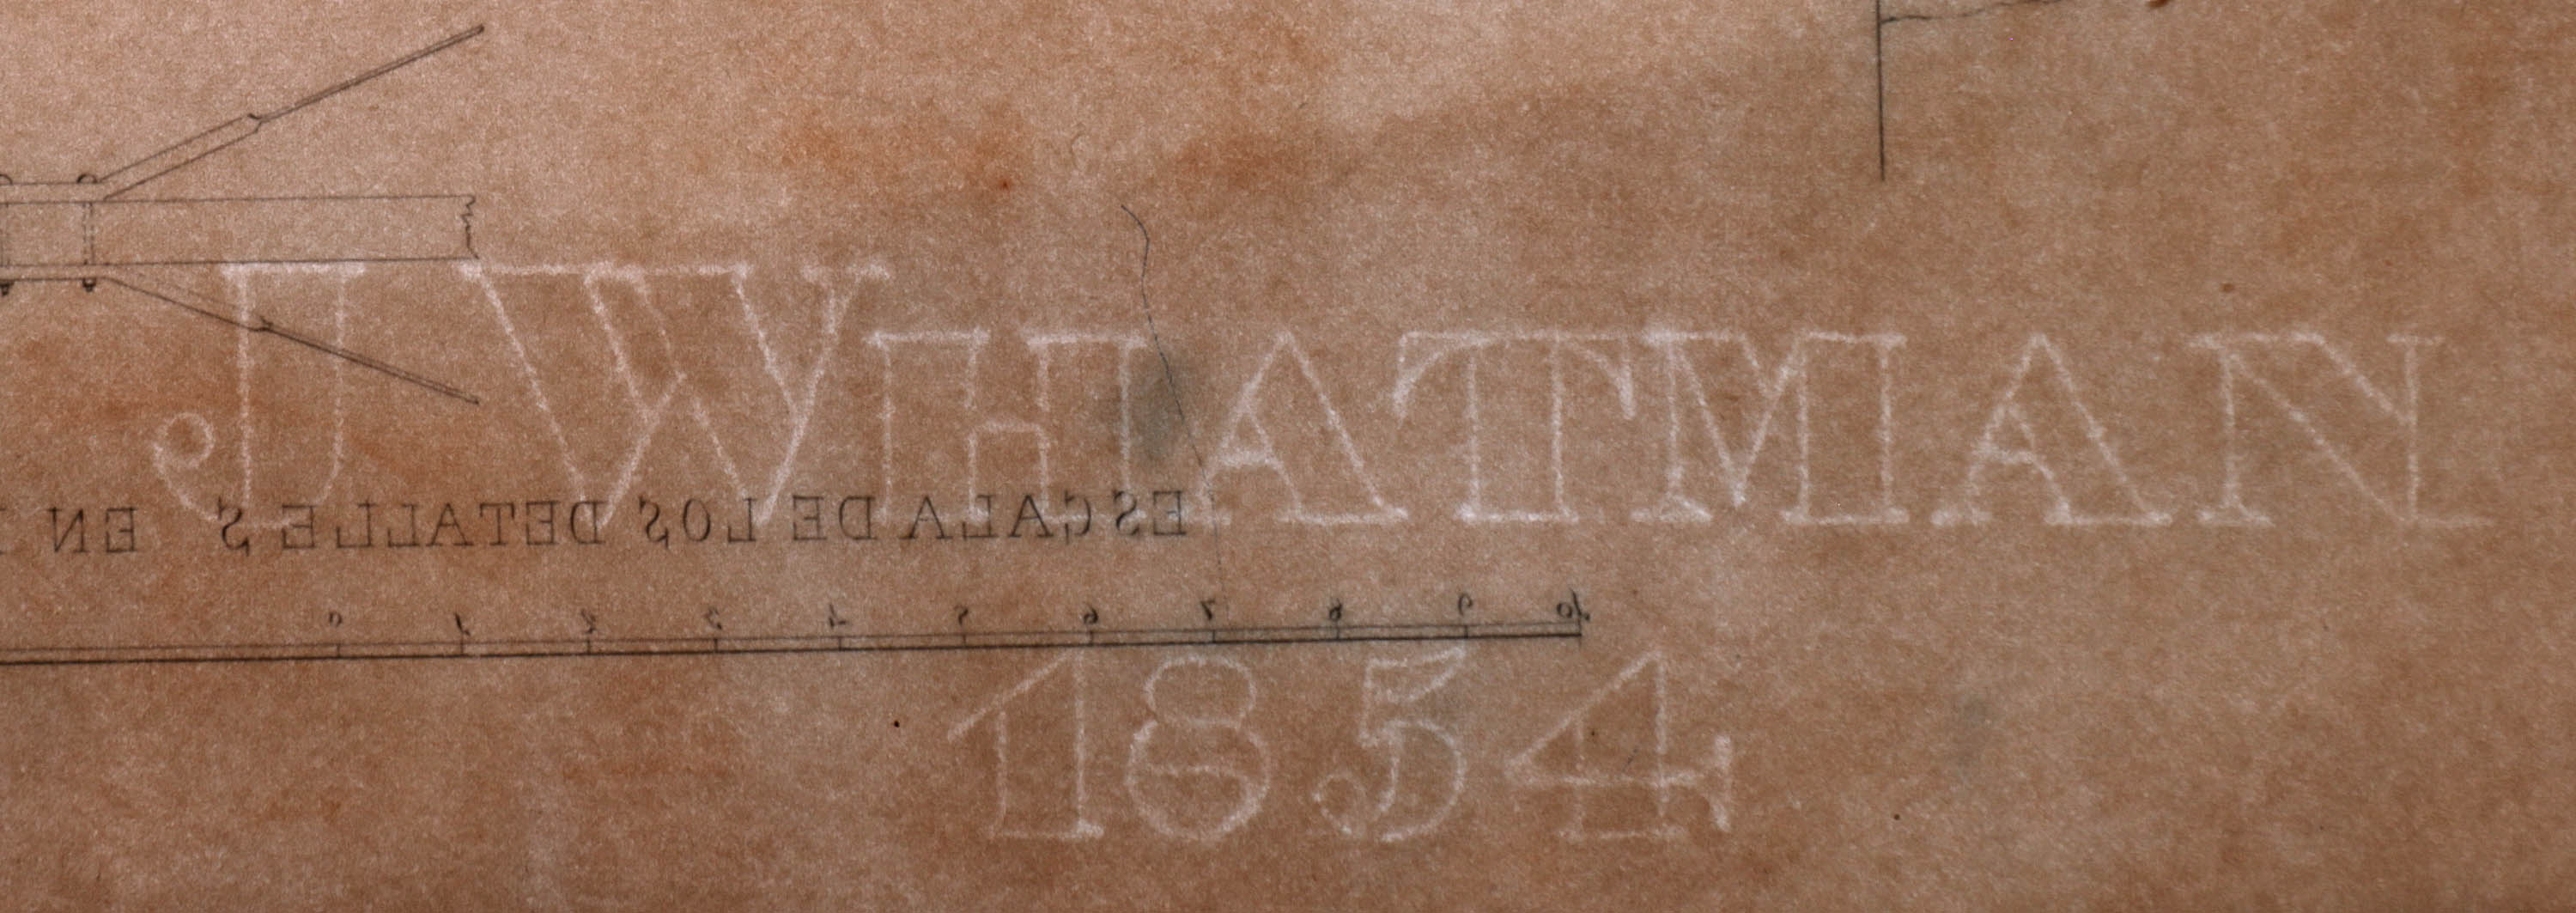 J WHATMAN
ESCALA DE LOS DETALLES EN
0 1 2 3 4 5 6 7 8 9 10
1854